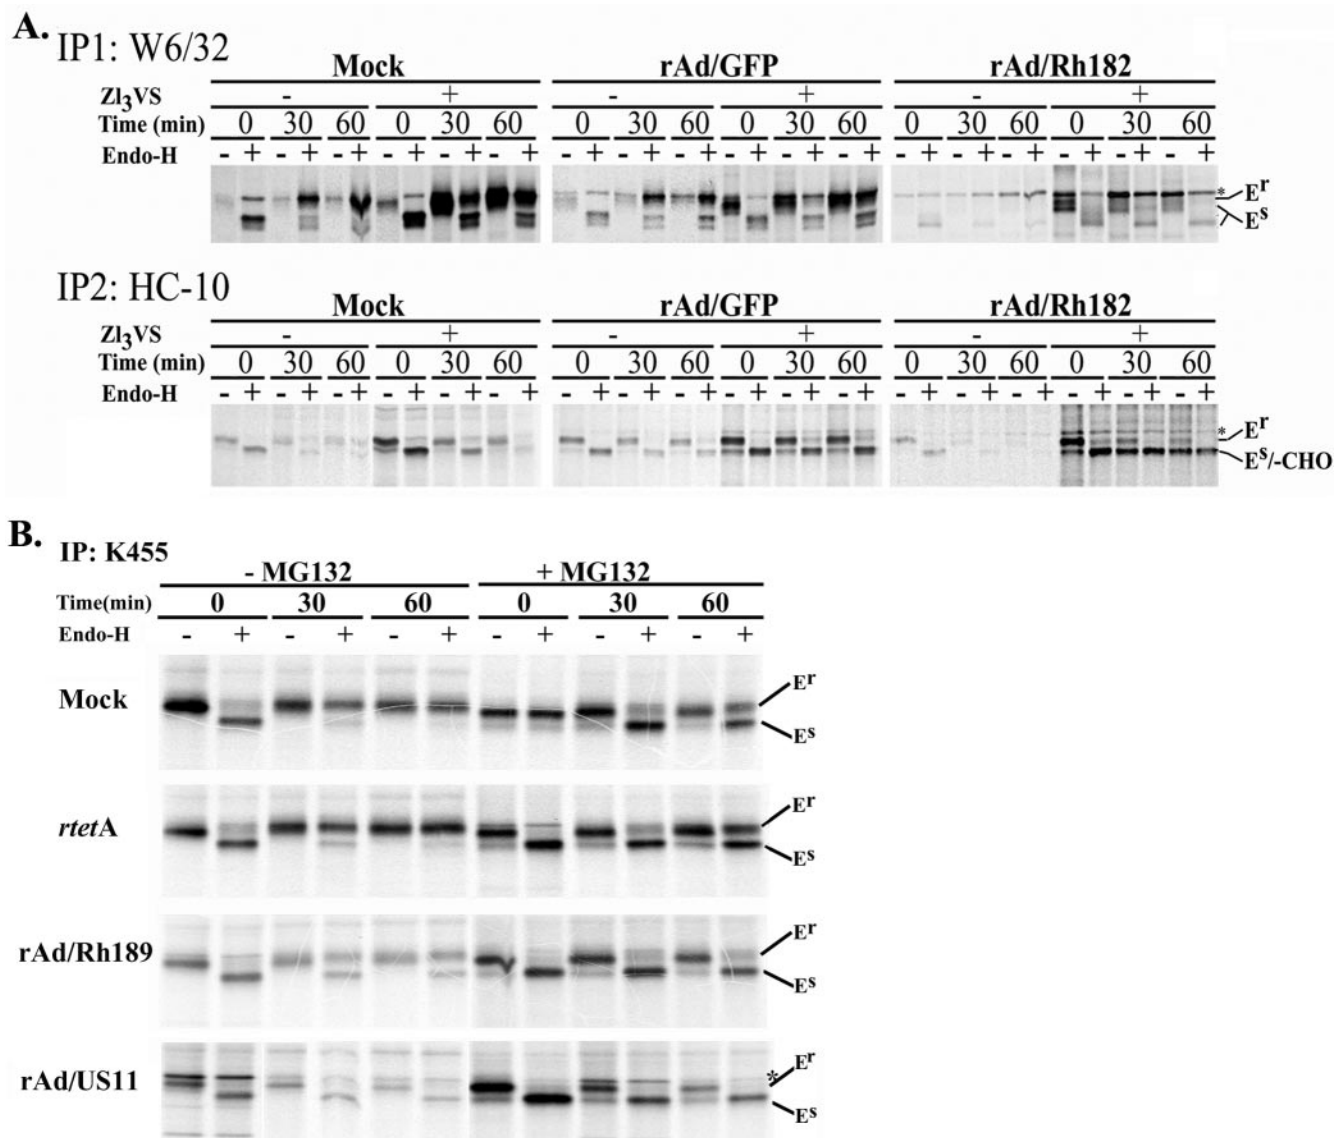 A.
IP1: W6/32
Mock rAd/GFP rAd/Rh182
Zl3VS - + - + - +
Time (min) 0 30 60 0 30 60 0 30 60 0 30 60 0 30 60 0 30 60
Endo-H - + - + - + - + - + - + - + - + - + - + - + - + - + - + - + - + - + - +
*
Er
Es
IP2: HC-10
Mock rAd/GFP rAd/Rh182
Zl3VS - + - + - +
Time (min) 0 30 60 0 30 60 0 30 60 0 30 60 0 30 60 0 30 60
Endo-H - + - + - + - + - + - + - + - + - + - + - + - + - + - + - + - + - + - +
*
Er
Es/-CHO
B.
IP: K455
- MG132 + MG132
Time(min) 0 30 60 0 30 60
Endo-H - + - + - + - + - + - +
Mock
Er
Es
rtetA
Er
Es
rAd/Rh189
Er
Es
rAd/US11
*
Er
Es